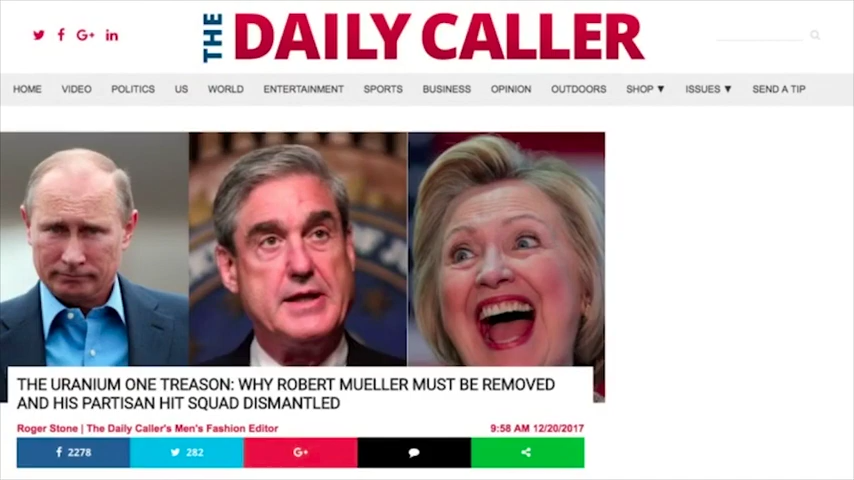 THE DAILY CALLER
HOME VIDEO POLITICS US WORLD ENTERTAINMENT SPORTS BUSINESS OPINION OUTDOORS SHOP ▼ ISSUES ▼ SEND A TIP
THE URANIUM ONE TREASON: WHY ROBERT MUELLER MUST BE REMOVED
AND HIS PARTISAN HIT SQUAD DISMANTLED
Roger Stone | The Daily Caller's Men's Fashion Editor 9:58 AM 12/20/2017
2278 282 G+